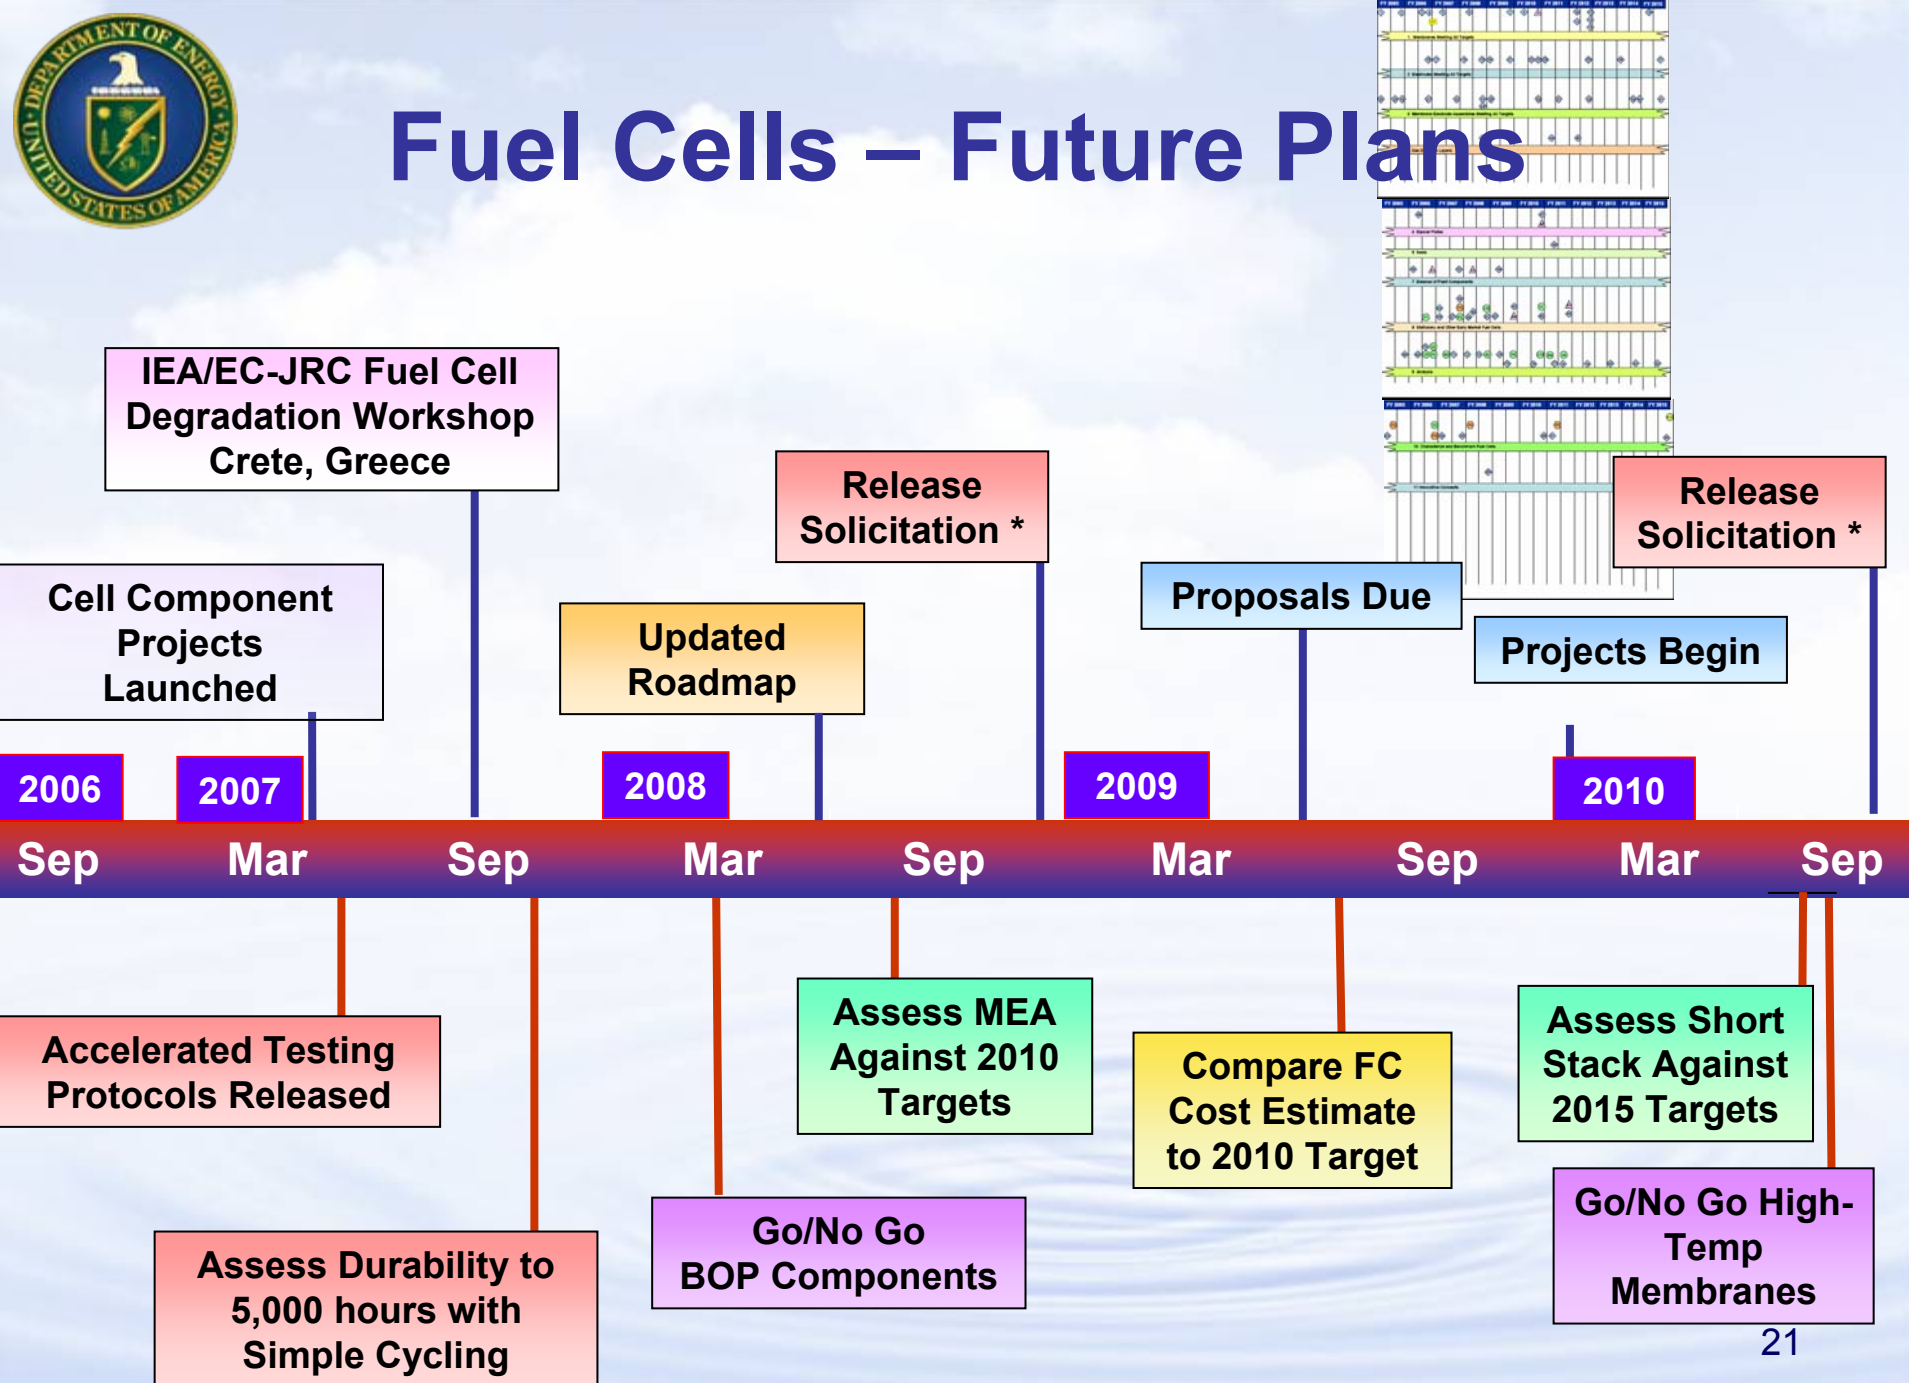 DEPARTMENT OF ENERGY
UNITED STATES OF AMERICA
Fuel Cells – Future Plans
IEA/EC-JRC Fuel Cell
Degradation Workshop
Crete, Greece
Release
Solicitation *
Release
Solicitation *
Cell Component
Projects
Launched
Updated
Roadmap
Proposals Due
Projects Begin
2006
2007
2008
2009
2010
Sep
Mar
Sep
Mar
Sep
Mar
Sep
Mar
Sep
Accelerated Testing
Protocols Released
Assess MEA
Against 2010
Targets
Compare FC
Cost Estimate
to 2010 Target
Assess Short
Stack Against
2015 Targets
Assess Durability to
5,000 hours with
Simple Cycling
Go/No Go
BOP Components
Go/No Go High-
Temp
Membranes
21